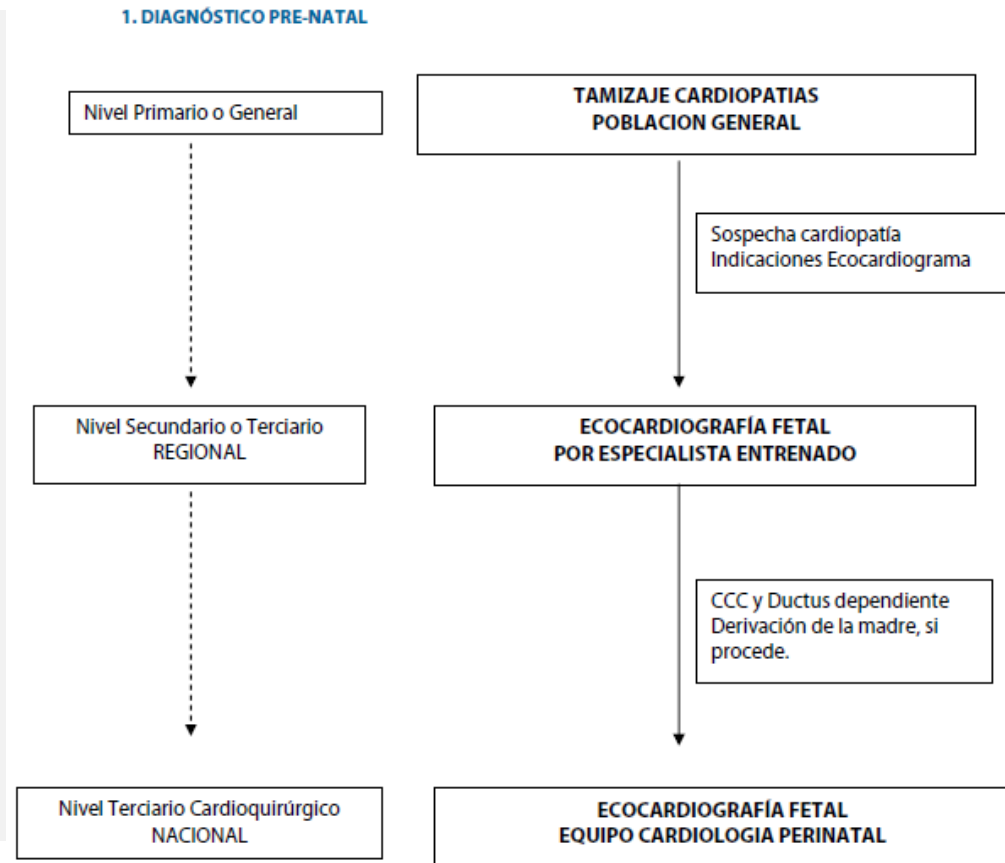 1. DIAGNÓSTICO PRE-NATAL
Nivel Primario o General
TAMIZAJE CARDIOPATIAS
POBLACION GENERAL
Sospecha cardiopatía
Indicaciones Ecocardiograma
Nivel Secundario o Terciario
REGIONAL
ECOCARDIOGRAFÍA FETAL
POR ESPECIALISTA ENTRENADO
CCC y Ductus dependiente
Derivación de la madre, si
procede.
Nivel Terciario Cardioquirúrgico
NACIONAL
ECOCARDIOGRAFÍA FETAL
EQUIPO CARDIOLOGIA PERINATAL